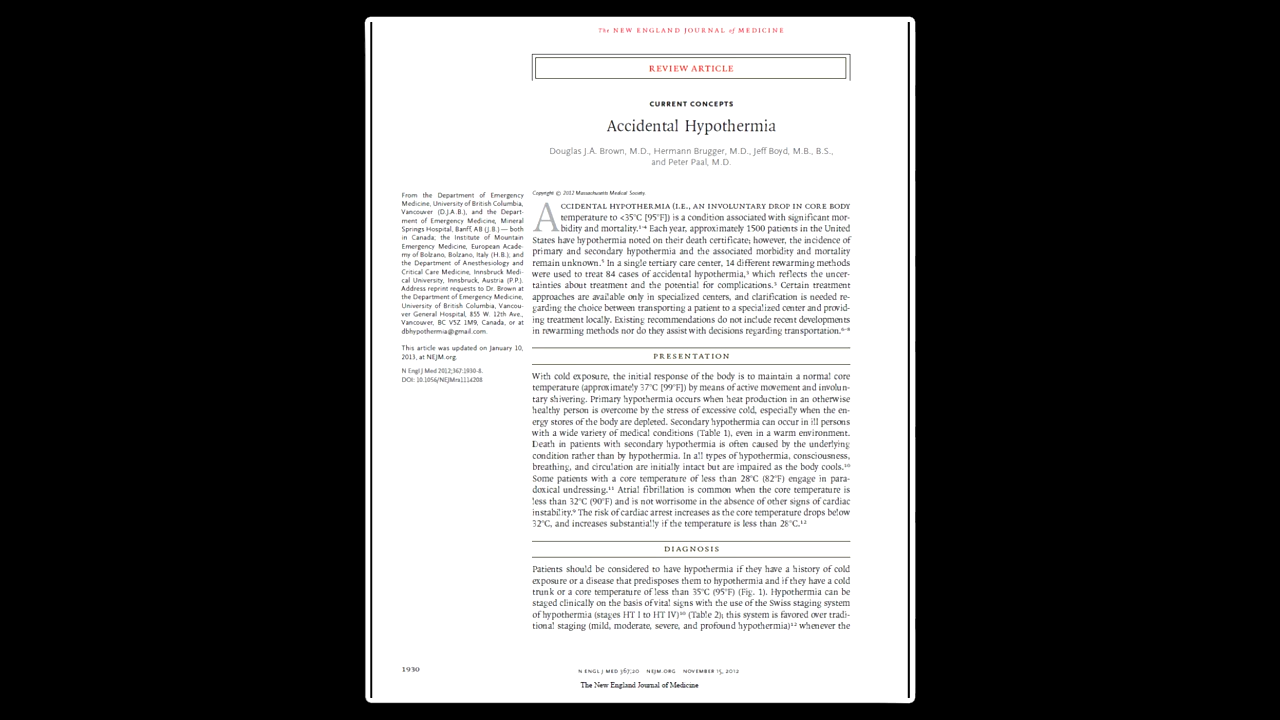 The NEW ENGLAND JOURNAL of MEDICINE
REVIEW ARTICLE
CURRENT CONCEPTS
Accidental Hypothermia
Douglas J.A. Brown, M.D., Hermann Brugger, M.D., Jeff Boyd, M.B., B.S.,
and Peter Paal, M.D.
From the Department of Emergency
Medicine, University of British Columbia,
Vancouver (D.J.A.B.), and the Depart-
ment of Emergency Medicine, Mineral
Springs Hospital, Banff, AB (J.B.) — both
in Canada; the Institute of Mountain
Emergency Medicine, European Acade-
my of Bolzano, Bolzano, Italy (H.B.); and
the Department of Anesthesiology and
Critical Care Medicine, Innsbruck Medi-
cal University, Innsbruck, Austria (P.P.).
Address reprint requests to Dr. Brown at
the Department of Emergency Medicine,
University of British Columbia, Vancou-
ver General Hospital, 855 W. 12th Ave.,
Vancouver, BC V5Z 1M9, Canada, or at
dbhypothermia@gmail.com.
This article was updated on January 10,
2013, at NEJM.org.
N Engl J Med 2012;367:1930-8.
DOI: 10.1056/NEJMra1114208
Copyright © 2012 Massachusetts Medical Society.
ACCIDENTAL HYPOTHERMIA (I.E., AN INVOLUNTARY DROP IN CORE BODY
temperature to <35°C [95°F]) is a condition associated with significant mor-
bidity and mortality.¹⁻⁴ Each year, approximately 1500 patients in the United
States have hypothermia noted on their death certificate; however, the incidence of
primary and secondary hypothermia and the associated morbidity and mortality
remain unknown.⁵ In a single tertiary care center, 14 different rewarming methods
were used to treat 84 cases of accidental hypothermia,³ which reflects the uncer-
tainties about treatment and the potential for complications.³ Certain treatment
approaches are available only in specialized centers, and clarification is needed re-
garding the choice between transporting a patient to a specialized center and provid-
ing treatment locally. Existing recommendations do not include recent developments
in rewarming methods nor do they assist with decisions regarding transportation.⁶⁻⁹
PRESENTATION
With cold exposure, the initial response of the body is to maintain a normal core
temperature (approximately 37°C [99°F]) by means of active movement and involun-
tary shivering. Primary hypothermia occurs when heat production in an otherwise
healthy person is overcome by the stress of excessive cold, especially when the en-
ergy stores of the body are depleted. Secondary hypothermia can occur in ill persons
with a wide variety of medical conditions (Table 1), even in a warm environment.
Death in patients with secondary hypothermia is often caused by the underlying
condition rather than by hypothermia. In all types of hypothermia, consciousness,
breathing, and circulation are initially intact but are impaired as the body cools.¹⁰
Some patients with a core temperature of less than 28°C (82°F) engage in para-
doxical undressing.¹¹ Atrial fibrillation is common when the core temperature is
less than 32°C (90°F) and is not worrisome in the absence of other signs of cardiac
instability.⁹ The risk of cardiac arrest increases as the core temperature drops below
32°C, and increases substantially if the temperature is less than 28°C.¹²
DIAGNOSIS
Patients should be considered to have hypothermia if they have a history of cold
exposure or a disease that predisposes them to hypothermia and if they have a cold
trunk or a core temperature of less than 35°C (95°F) (Fig. 1). Hypothermia can be
staged clinically on the basis of vital signs with the use of the Swiss staging system
of hypothermia (stages HT I to HT IV)¹⁰ (Table 2); this system is favored over tradi-
tional staging (mild, moderate, severe, and profound hypothermia)¹² whenever the
1930
N ENGL J MED 367;20 NEJM.ORG NOVEMBER 15, 2012
The New England Journal of Medicine